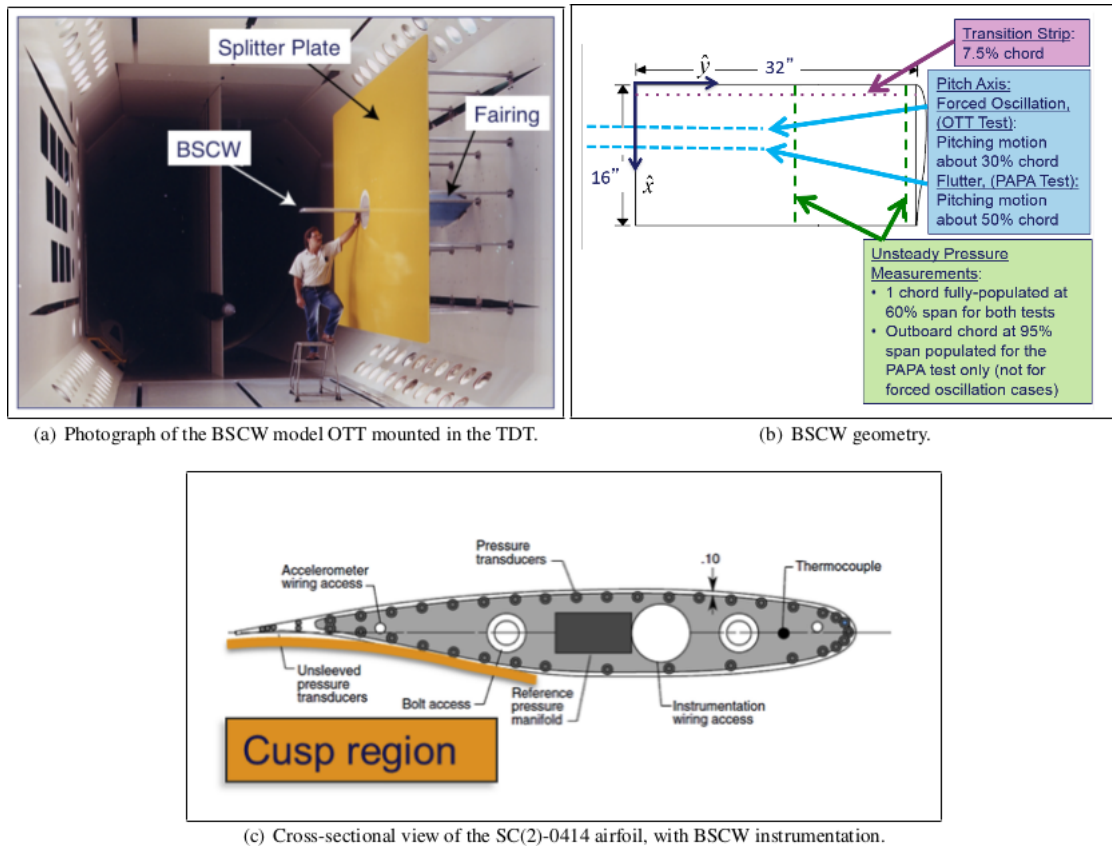 Splitter Plate
Fairing
BSCW
(a) Photograph of the BSCW model OTT mounted in the TDT.
ŷ
32”
16”
x̂
Transition Strip:
7.5% chord
Pitch Axis:
Forced Oscillation,
(OTT Test):
Pitching motion
about 30% chord
Flutter, (PAPA Test):
Pitching motion
about 50% chord
Unsteady Pressure
Measurements:
• 1 chord fully-populated at
60% span for both tests
• Outboard chord at 95%
span populated for the
PAPA test only (not for
forced oscillation cases)
(b) BSCW geometry.
Pressure
transducers
.10
Thermocouple
Accelerometer
wiring access
Unsleeved
pressure
transducers
Bolt access
Reference
pressure
manifold
Instrumentation
wiring access
Cusp region
(c) Cross-sectional view of the SC(2)-0414 airfoil, with BSCW instrumentation.